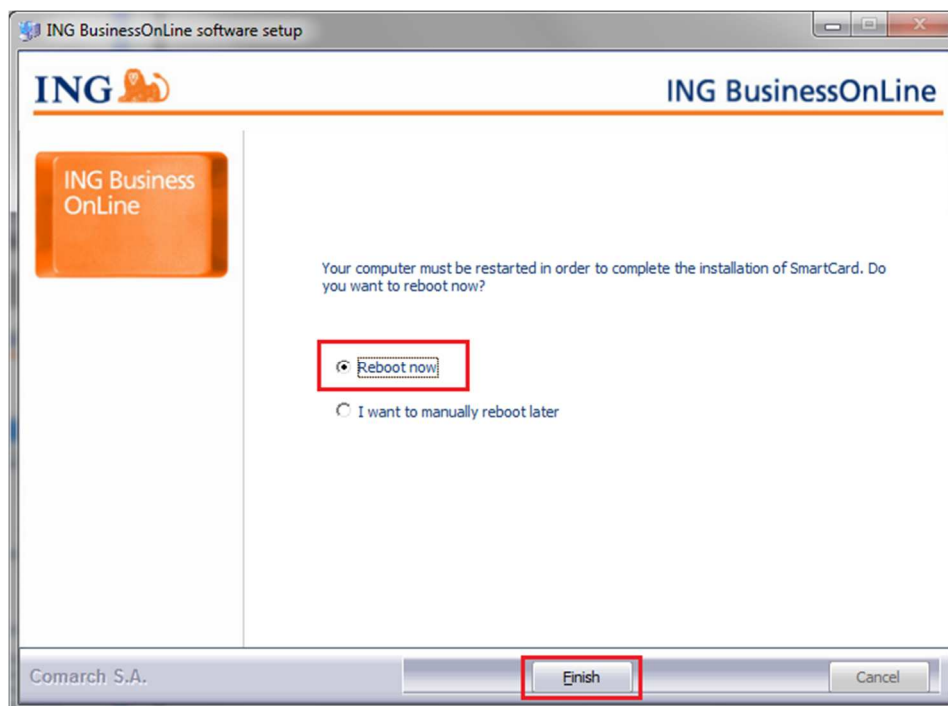 ING BusinessOnLine software setup
ING
ING BusinessOnLine
ING Business
OnLine
Your computer must be restarted in order to complete the installation of SmartCard. Do
you want to reboot now?
Reboot now
I want to manually reboot later
Comarch S.A.
Finish
Cancel